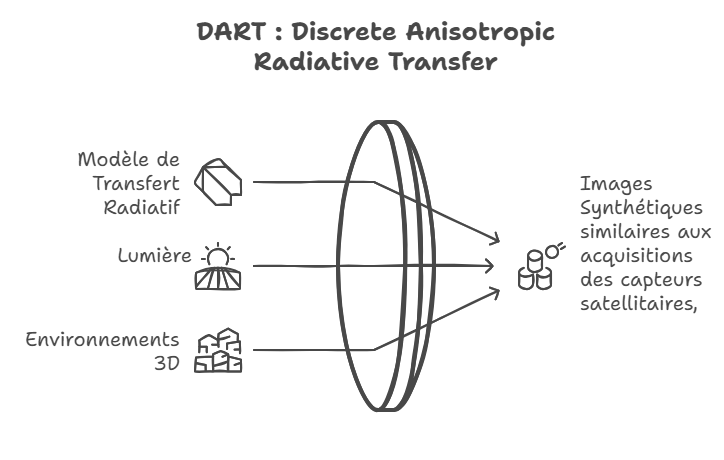 DART : Discrete Anisotropic
Radiative Transfer
Modèle de
Transfert
Radiatif
Lumière
Environnements
3D
Images
Synthétiques
similaires aux
acquisitions
des capteurs
satellitaires,